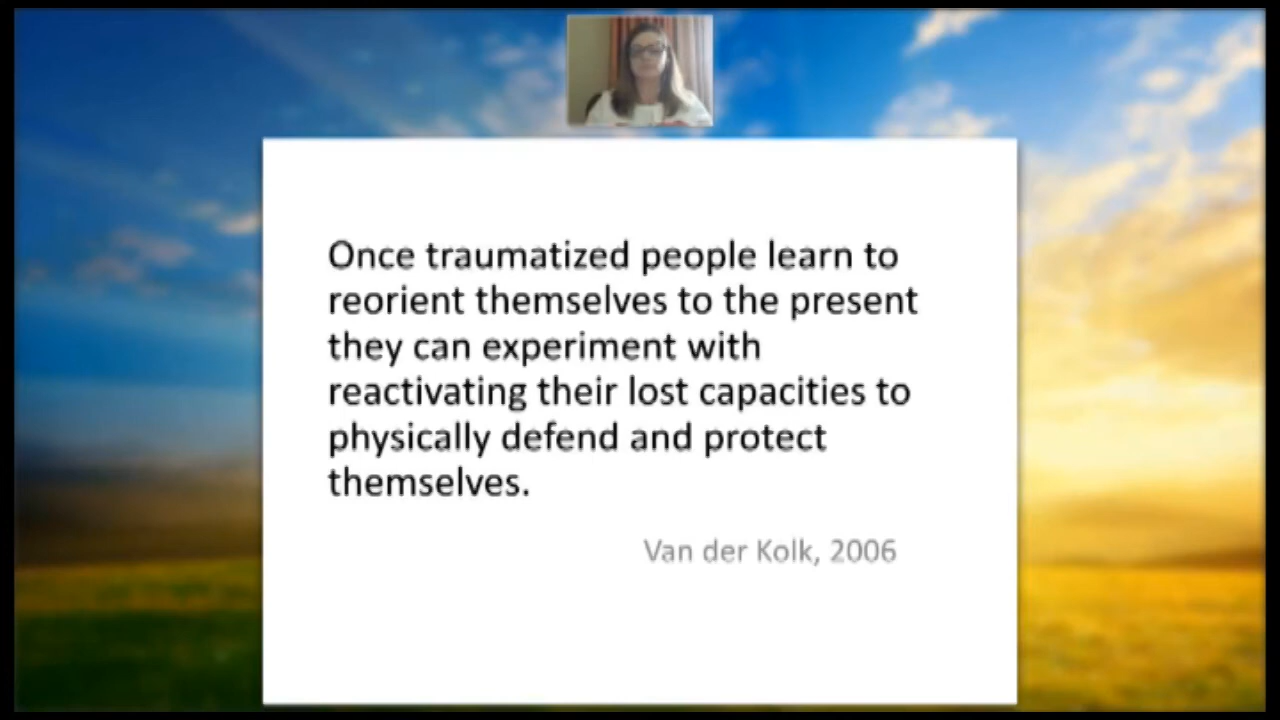 Once traumatized people learn to
reorient themselves to the present
they can experiment with
reactivating their lost capacities to
physically defend and protect
themselves.
Van der Kolk, 2006